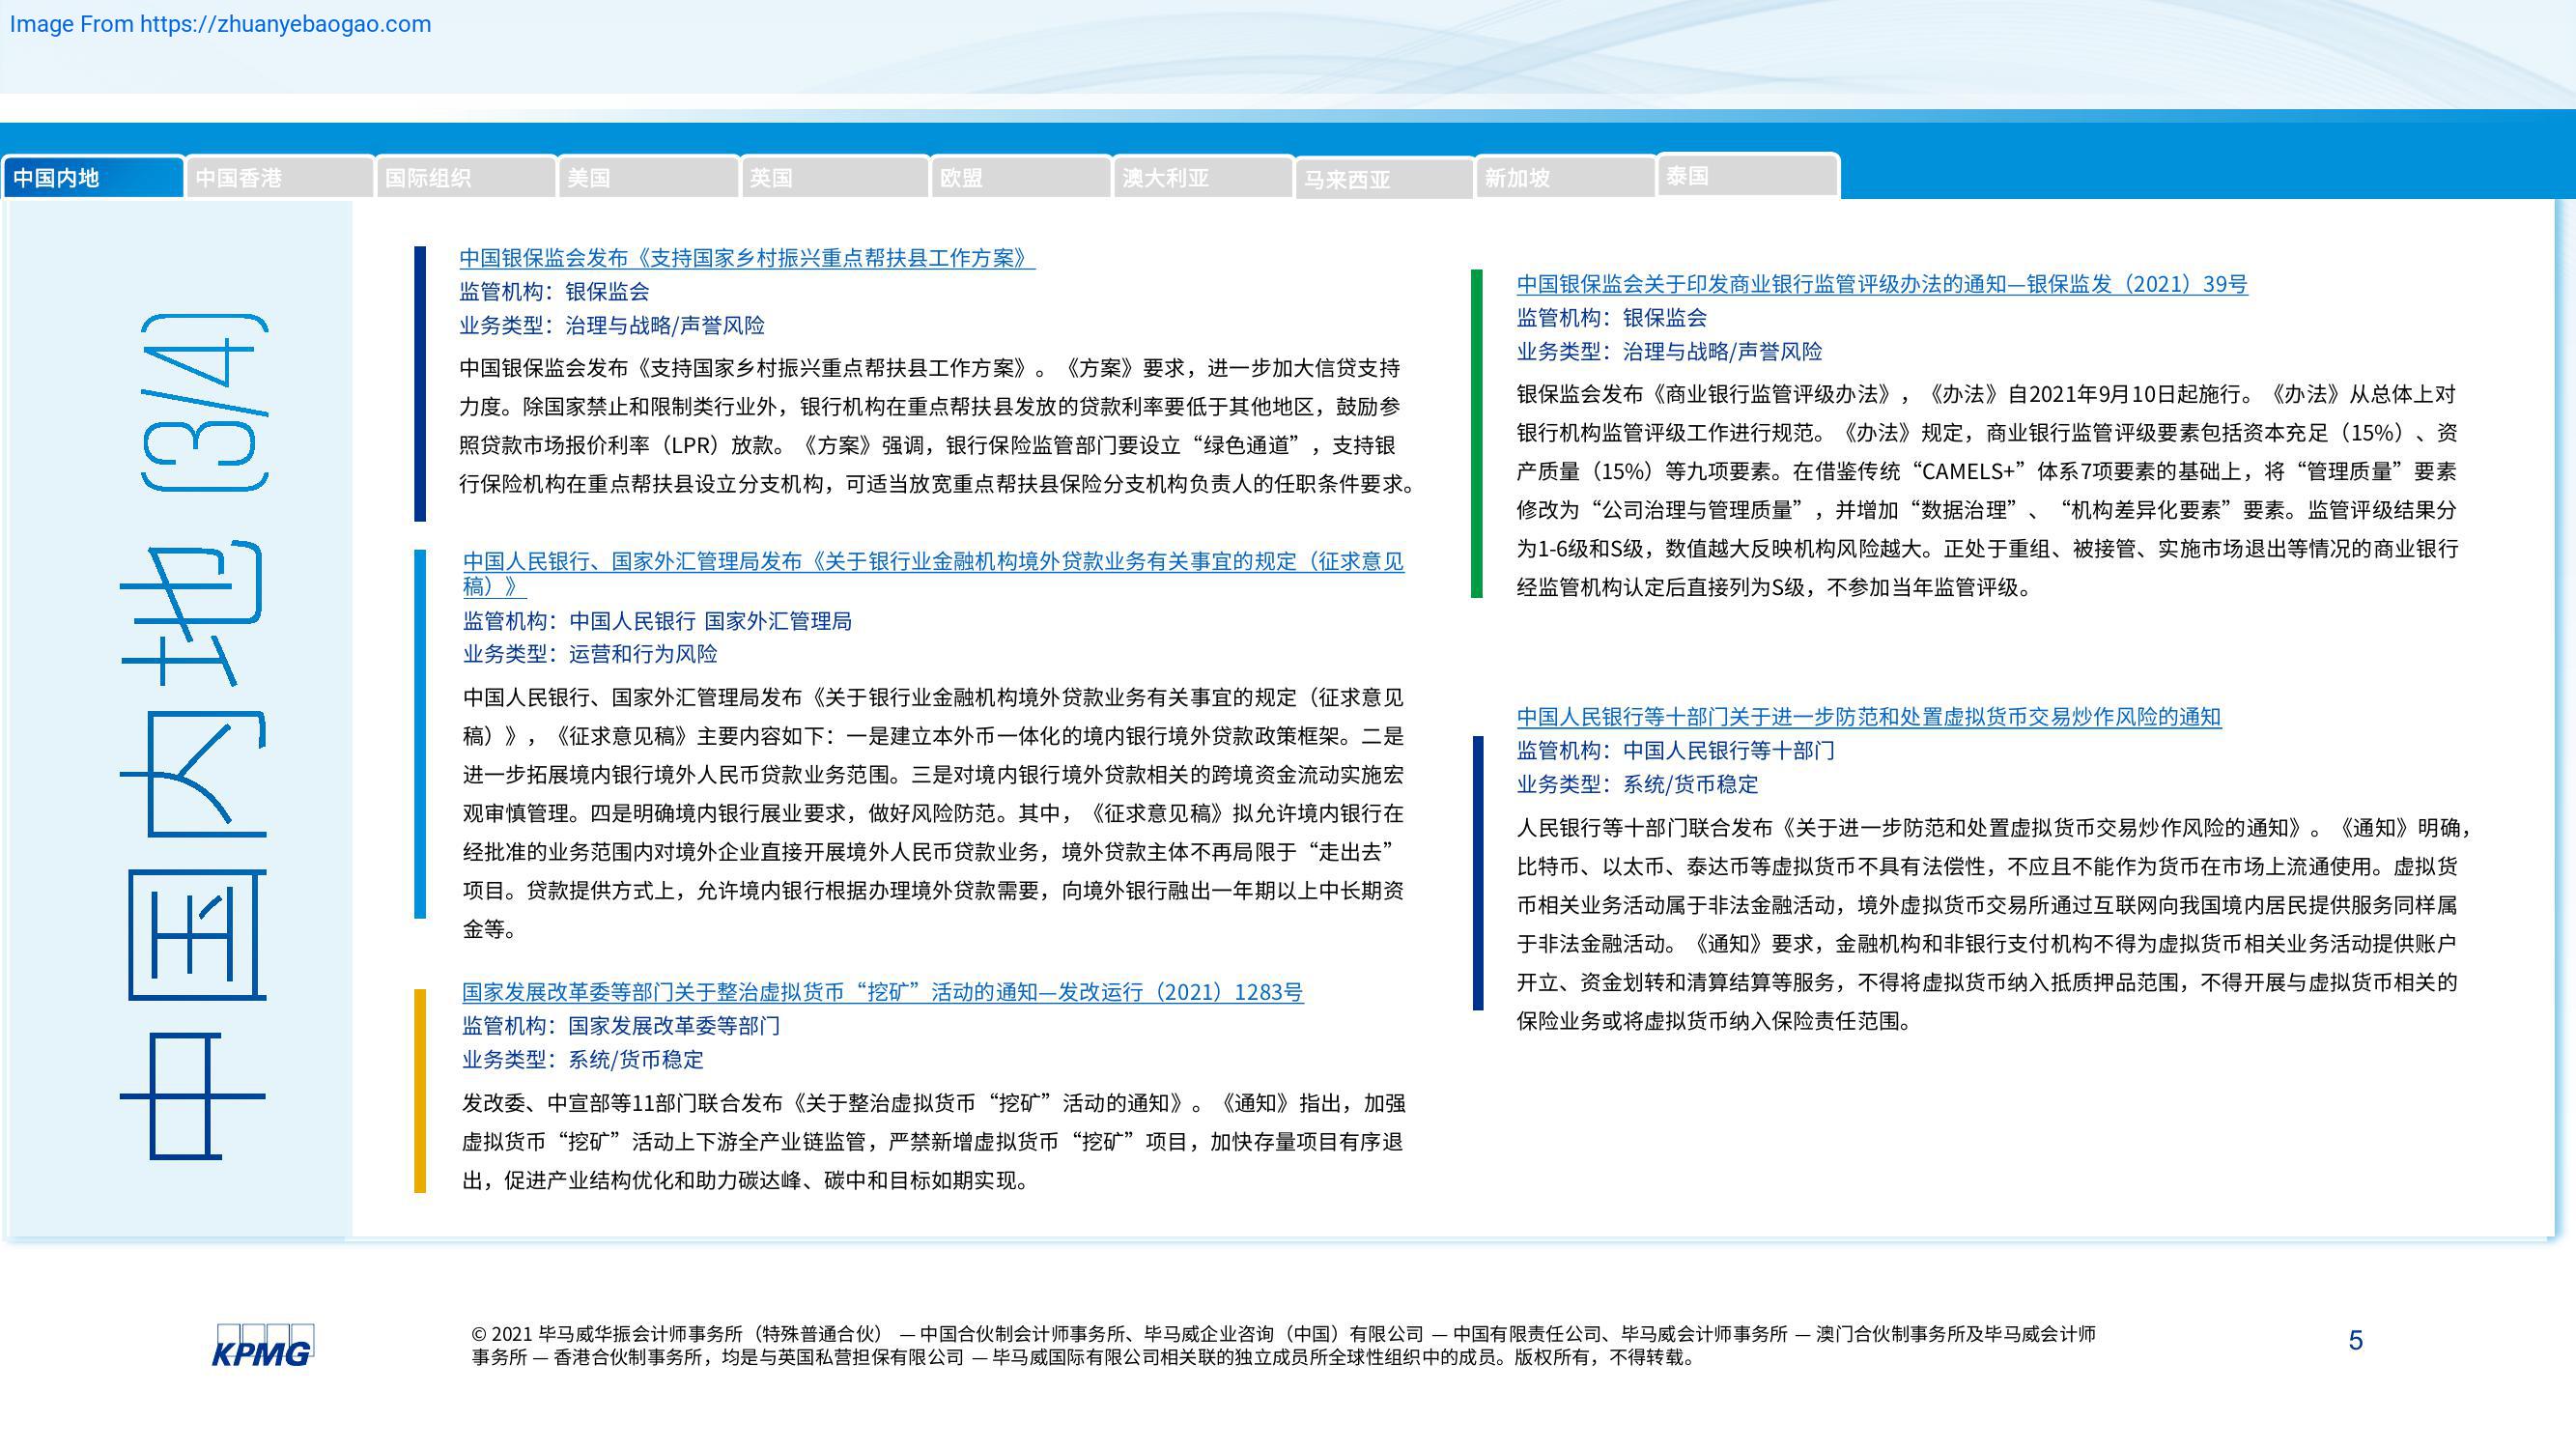 Image From https://zhuanyebaogao.com
中国内地
中国香港
国际组织
美国
英国
欧盟
澳大利亚
马来西亚
新加坡
泰国
中国内地 (3/4)
中国银保监会发布《支持国家乡村振兴重点帮扶县工作方案》
监管机构：银保监会
业务类型：治理与战略/声誉风险
中国银保监会发布《支持国家乡村振兴重点帮扶县工作方案》。《方案》要求，进一步加大信贷支持
力度。除国家禁止和限制类行业外，银行机构在重点帮扶县发放的贷款利率要低于其他地区，鼓励参
照贷款市场报价利率（LPR）放款。《方案》强调，银行保险监管部门要设立“绿色通道”，支持银
行保险机构在重点帮扶县设立分支机构，可适当放宽重点帮扶县保险分支机构负责人的任职条件要求。
中国人民银行、国家外汇管理局发布《关于银行业金融机构境外贷款业务有关事宜的规定（征求意见
稿）》
监管机构：中国人民银行 国家外汇管理局
业务类型：运营和行为风险
中国人民银行、国家外汇管理局发布《关于银行业金融机构境外贷款业务有关事宜的规定（征求意见
稿）》，《征求意见稿》主要内容如下：一是建立本外币一体化的境内银行境外贷款政策框架。二是
进一步拓展境内银行境外人民币贷款业务范围。三是对境内银行境外贷款相关的跨境资金流动实施宏
观审慎管理。四是明确境内银行展业要求，做好风险防范。其中，《征求意见稿》拟允许境内银行在
经批准的业务范围内对境外企业直接开展境外人民币贷款业务，境外贷款主体不再局限于“走出去”
项目。贷款提供方式上，允许境内银行根据办理境外贷款需要，向境外银行融出一年期以上中长期资
金等。
国家发展改革委等部门关于整治虚拟货币“挖矿”活动的通知—发改运行（2021）1283号
监管机构：国家发展改革委等部门
业务类型：系统/货币稳定
发改委、中宣部等11部门联合发布《关于整治虚拟货币“挖矿”活动的通知》。《通知》指出，加强
虚拟货币“挖矿”活动上下游全产业链监管，严禁新增虚拟货币“挖矿”项目，加快存量项目有序退
出，促进产业结构优化和助力碳达峰、碳中和目标如期实现。
中国银保监会关于印发商业银行监管评级办法的通知—银保监发（2021）39号
监管机构：银保监会
业务类型：治理与战略/声誉风险
银保监会发布《商业银行监管评级办法》，《办法》自2021年9月10日起施行。《办法》从总体上对
银行机构监管评级工作进行规范。《办法》规定，商业银行监管评级要素包括资本充足（15%）、资
产质量（15%）等九项要素。在借鉴传统“CAMELS+”体系7项要素的基础上，将“管理质量”要素
修改为“公司治理与管理质量”，并增加“数据治理”、“机构差异化要素”要素。监管评级结果分
为1-6级和S级，数值越大反映机构风险越大。正处于重组、被接管、实施市场退出等情况的商业银行
经监管机构认定后直接列为S级，不参加当年监管评级。
中国人民银行等十部门关于进一步防范和处置虚拟货币交易炒作风险的通知
监管机构：中国人民银行等十部门
业务类型：系统/货币稳定
人民银行等十部门联合发布《关于进一步防范和处置虚拟货币交易炒作风险的通知》。《通知》明确，
比特币、以太币、泰达币等虚拟货币不具有法偿性，不应且不能作为货币在市场上流通使用。虚拟货
币相关业务活动属于非法金融活动，境外虚拟货币交易所通过互联网向我国境内居民提供服务同样属
于非法金融活动。《通知》要求，金融机构和非银行支付机构不得为虚拟货币相关业务活动提供账户
开立、资金划转和清算结算等服务，不得将虚拟货币纳入抵质押品范围，不得开展与虚拟货币相关的
保险业务或将虚拟货币纳入保险责任范围。
KPMG
© 2021 毕马威华振会计师事务所（特殊普通合伙） — 中国合伙制会计师事务所、毕马威企业咨询（中国）有限公司 — 中国有限责任公司、毕马威会计师事务所 — 澳门合伙制事务所及毕马威会计师
事务所 — 香港合伙制事务所，均是与英国私营担保有限公司 — 毕马威国际有限公司相关联的独立成员所全球性组织中的成员。版权所有，不得转载。
5